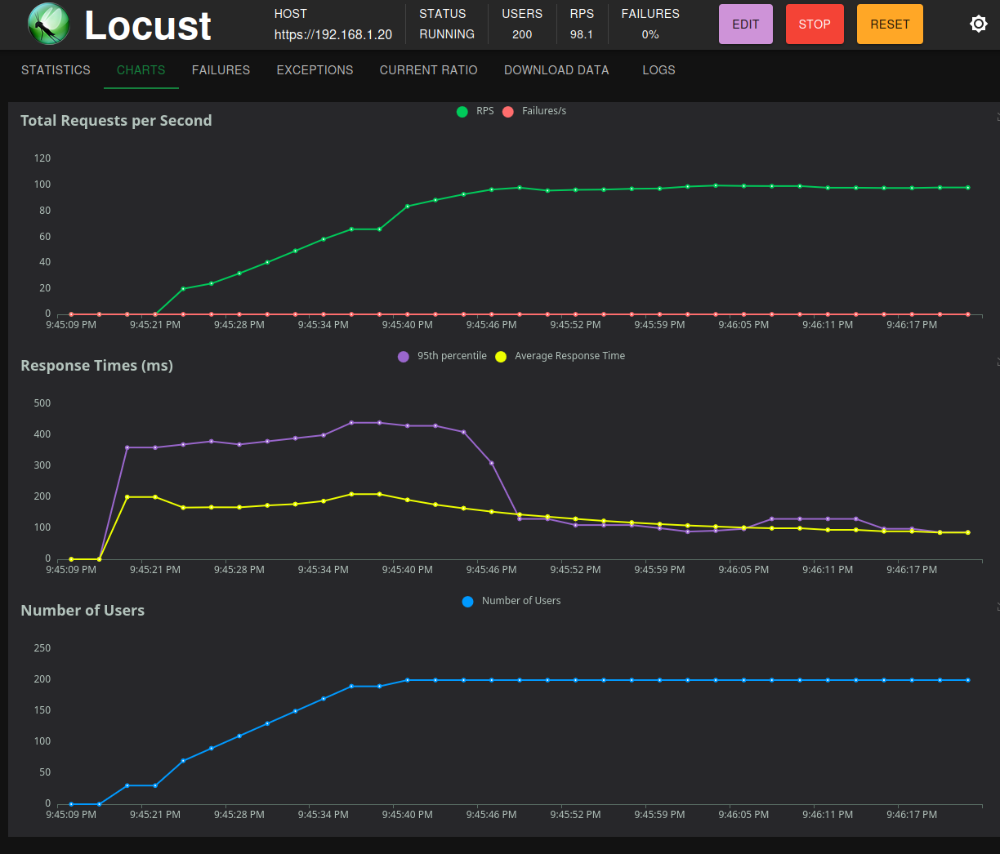 Locust
HOST
https://192.168.1.20
STATUS
RUNNING
USERS
200
RPS
98.1
FAILURES
0%
EDIT
STOP
RESET
STATISTICS
CHARTS
FAILURES
EXCEPTIONS
CURRENT RATIO
DOWNLOAD DATA
LOGS
Total Requests per Second
RPS
Failures/s
120
100
80
60
40
20
0
9:45:09 PM 9:45:21 PM 9:45:28 PM 9:45:34 PM 9:45:40 PM 9:45:46 PM 9:45:52 PM 9:45:59 PM 9:46:05 PM 9:46:11 PM 9:46:17 PM
Response Times (ms)
95th percentile
Average Response Time
500
400
300
200
100
0
9:45:09 PM 9:45:21 PM 9:45:28 PM 9:45:34 PM 9:45:40 PM 9:45:46 PM 9:45:52 PM 9:45:59 PM 9:46:05 PM 9:46:11 PM 9:46:17 PM
Number of Users
Number of Users
250
200
150
100
50
0
9:45:09 PM 9:45:21 PM 9:45:28 PM 9:45:34 PM 9:45:40 PM 9:45:46 PM 9:45:52 PM 9:45:59 PM 9:46:05 PM 9:46:11 PM 9:46:17 PM